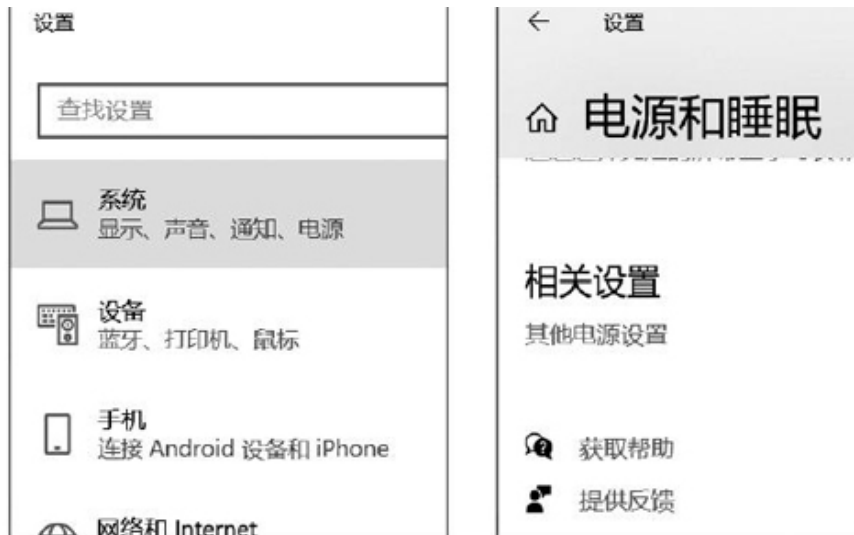 设置
查找设置
系统
显示、声音、通知、电源
设备
蓝牙、打印机、鼠标
手机
连接 Android 设备和 iPhone
网络和 Internet
设置
电源和睡眠
相关设置
其他电源设置
获取帮助
提供反馈